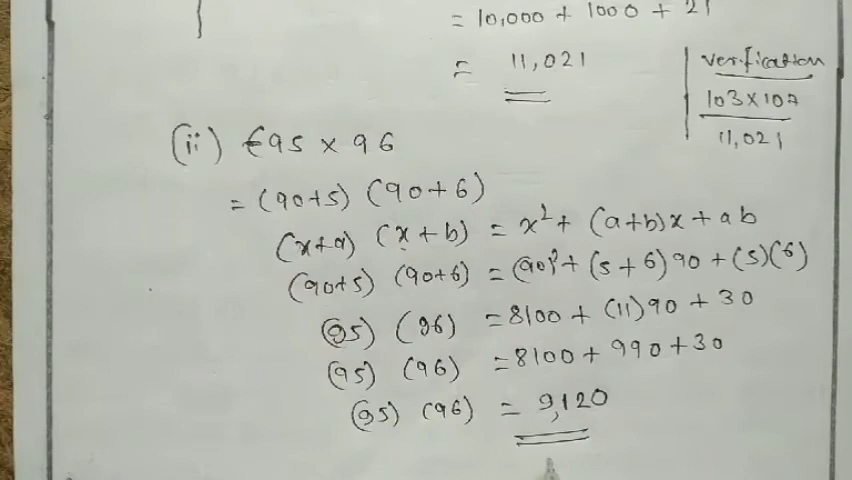 = 10,000 + 1000 + 21
= 11,021
verification
103 x 107
11,021
(ii) 95 x 96
= (90+5) (90+6)
(x+a) (x+b) = x² + (a+b)x + ab
(90+5) (90+6) = (90)² + (5+6)90 + (5)(6)
(95) (96) = 8100 + (11)90 + 30
(95) (96) = 8100 + 990 + 30
(95) (96) = 9,120